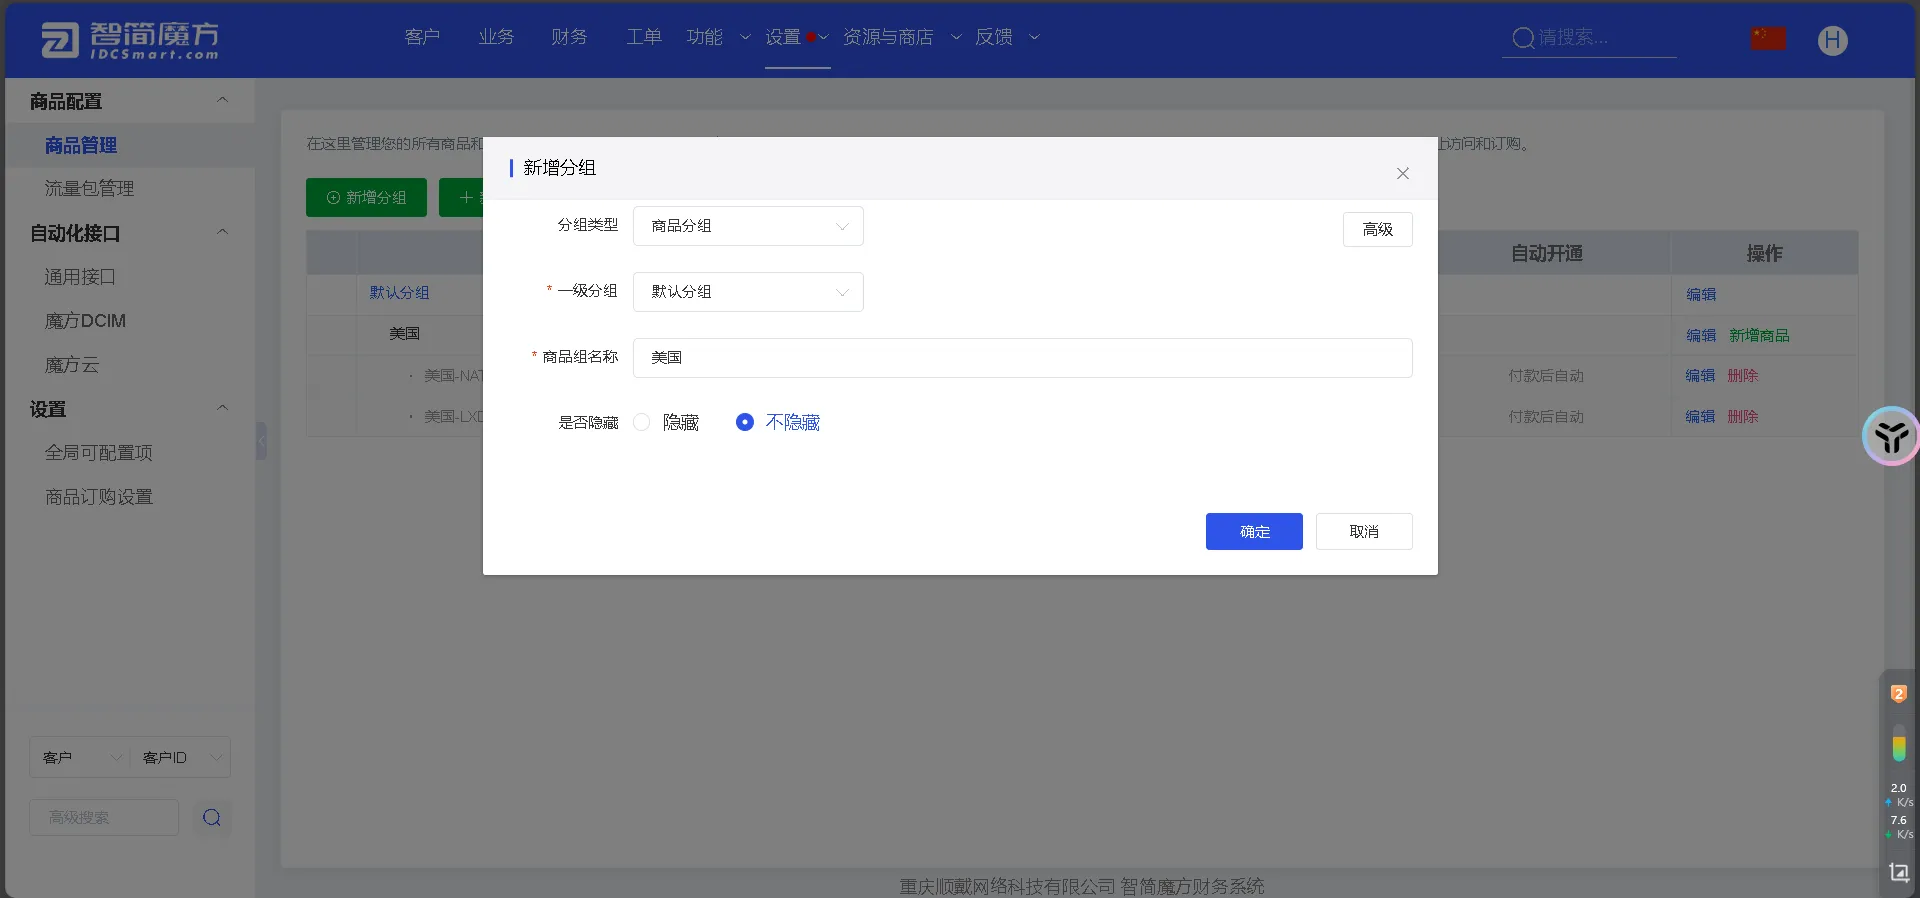 智简魔方
IDCSmart.com
客户 业务 财务 工单 功能 设置 资源与商店 反馈
请搜索...
H
商品配置
商品管理
流量包管理
自动化接口
通用接口
魔方DCIM
魔方云
设置
全局可配置项
商品订购设置
客户 客户ID
高级搜索
在这里管理您的所有商品和
访问和订购。
新增分组
自动开通 操作
默认分组 编辑
美国 编辑 新增商品
· 美国-NAT 付款后自动 编辑 删除
· 美国-LXD 付款后自动 编辑 删除
新增分组
分组类型 商品分组 高级
* 一级分组 默认分组
* 商品组名称 美国
是否隐藏 隐藏 不隐藏
确定 取消
2
2.0
K/s
7.6
K/s
重庆顺戴网络科技有限公司 智简魔方财务系统